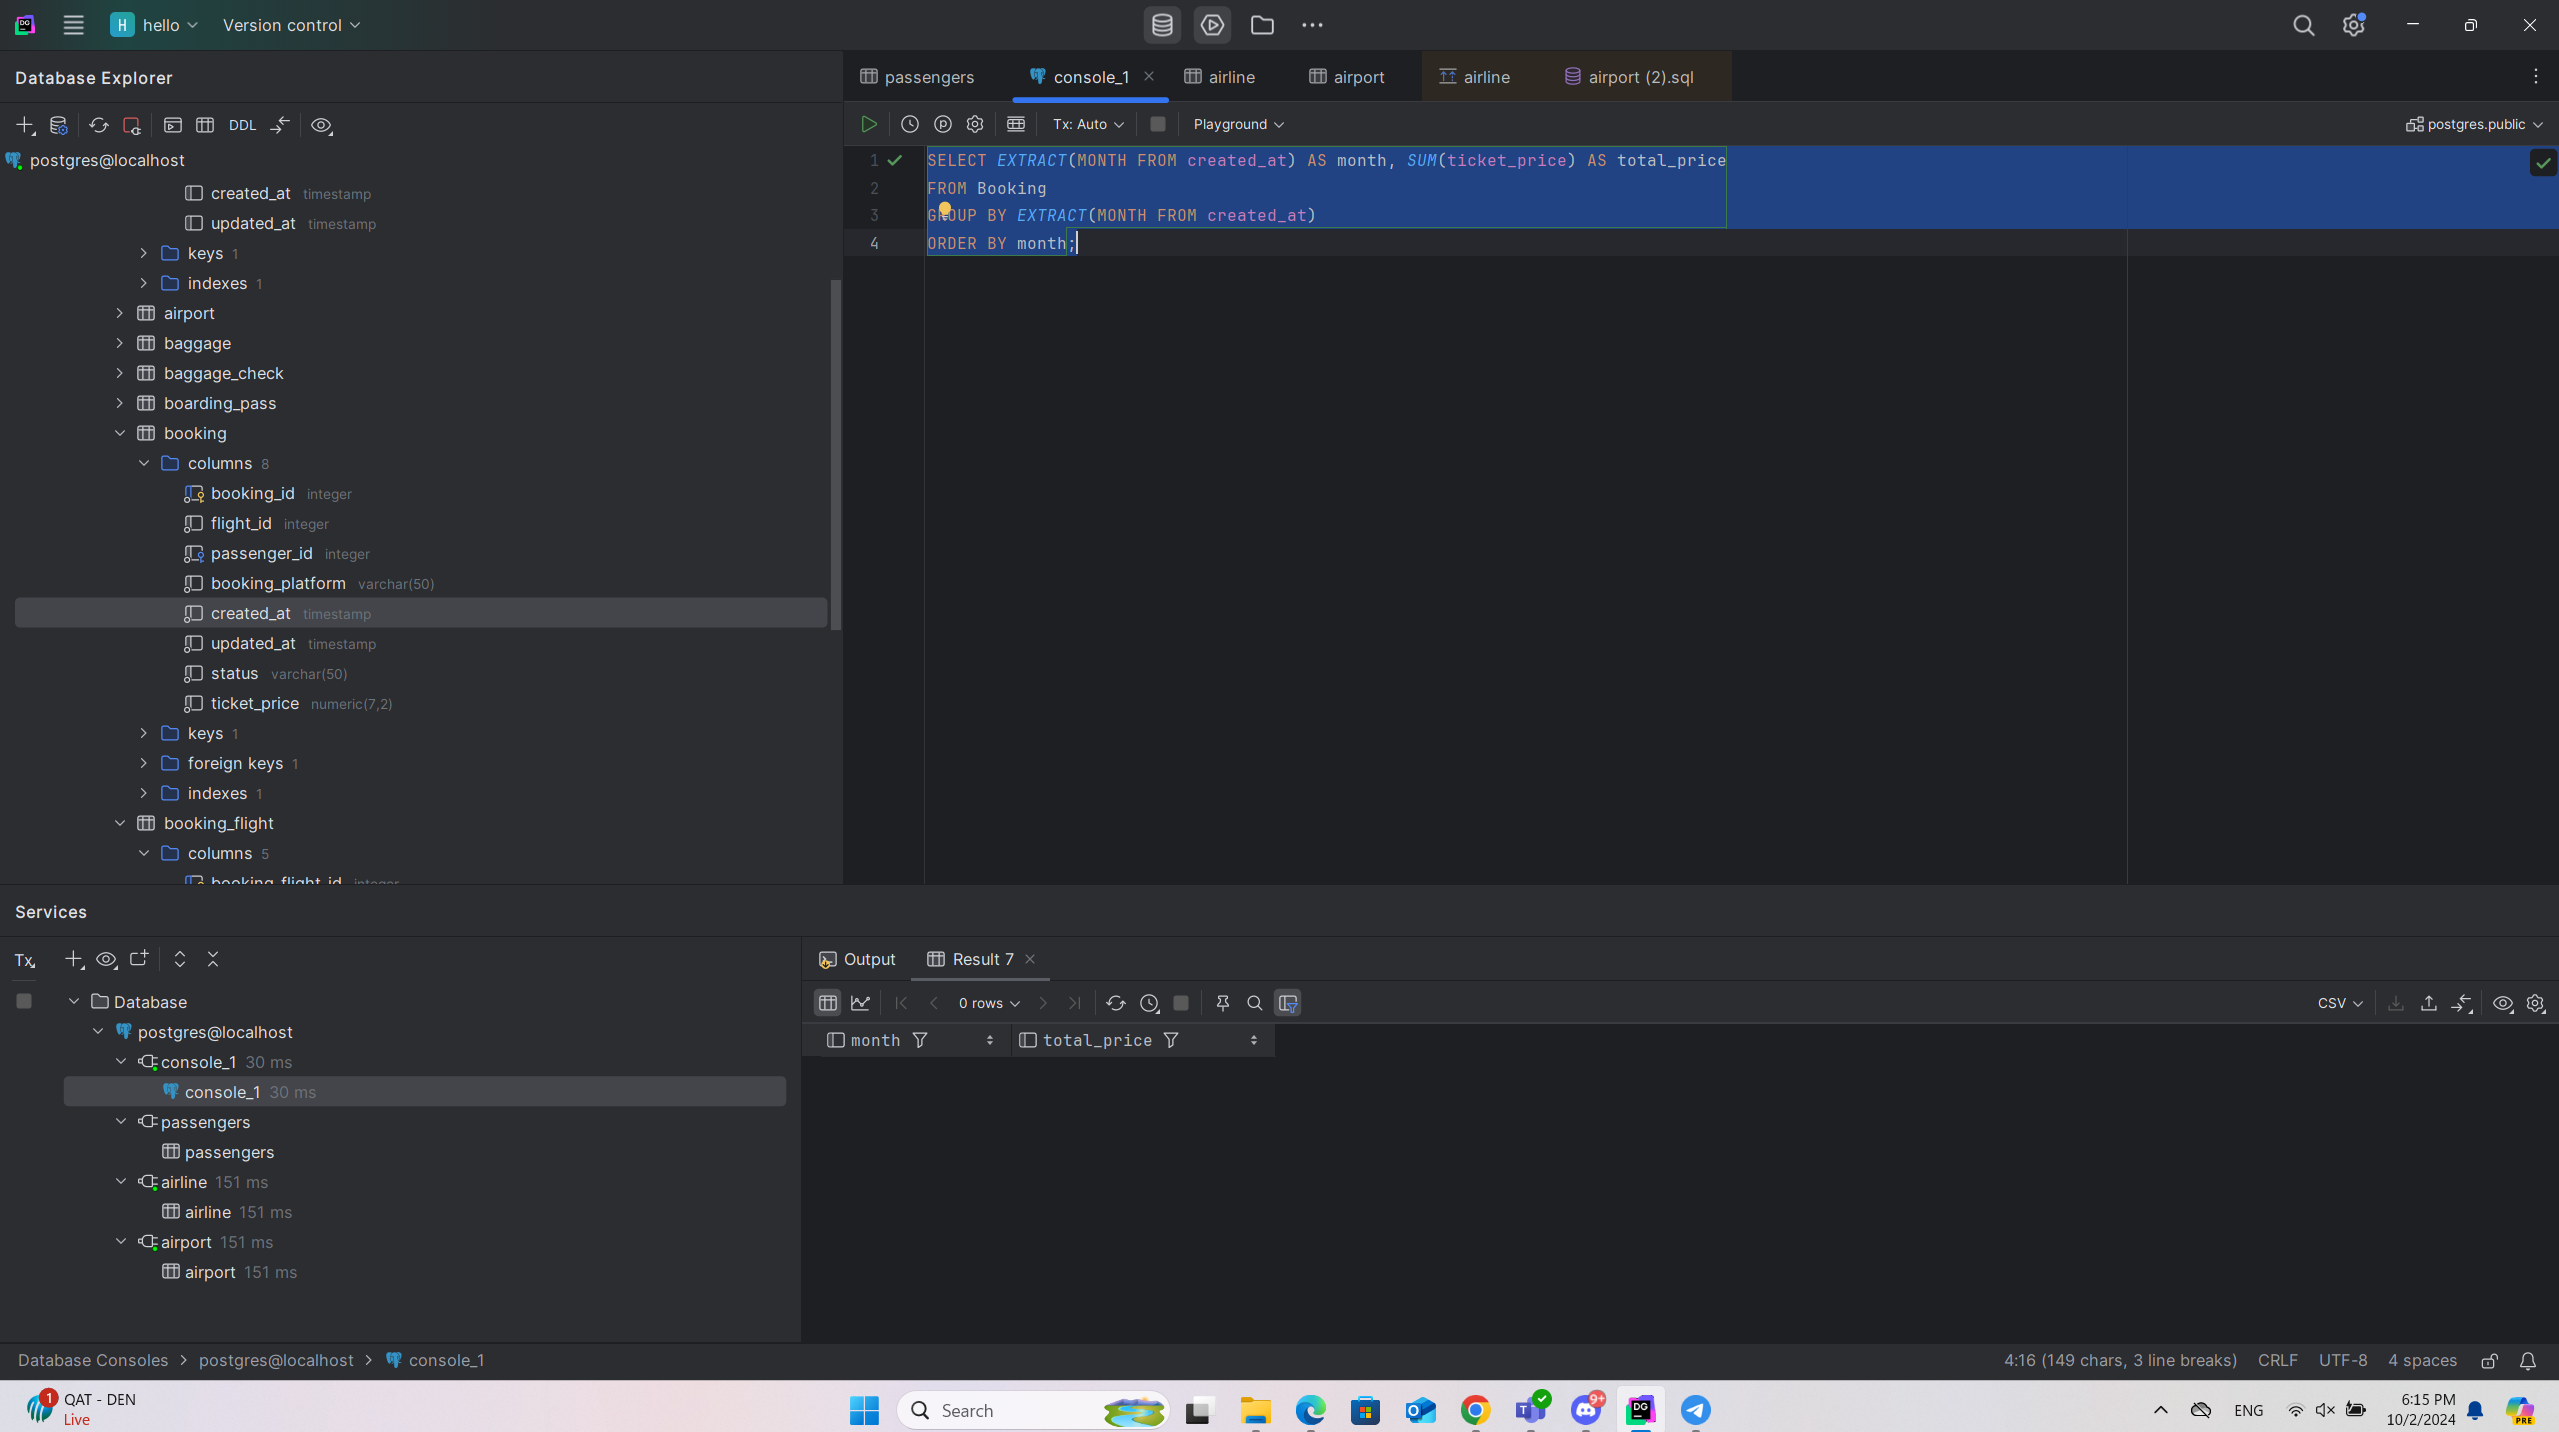 H hello Version control
Database Explorer
passengers console_1 airline airport airline airport (2).sql
DDL
Tx: Auto Playground postgres.public
postgres@localhost
created_at timestamp
updated_at timestamp
keys 1
indexes 1
airport
baggage
baggage_check
boarding_pass
booking
columns 8
booking_id integer
flight_id integer
passenger_id integer
booking_platform varchar(50)
created_at timestamp
updated_at timestamp
status varchar(50)
ticket_price numeric(7,2)
keys 1
foreign keys 1
indexes 1
booking_flight
columns 5
booking_flight_id integer
1 SELECT EXTRACT(MONTH FROM created_at) AS month, SUM(ticket_price) AS total_price
2 FROM Booking
3 GROUP BY EXTRACT(MONTH FROM created_at)
4 ORDER BY month;
Services
Tx
Database
postgres@localhost
console_1 30 ms
console_1 30 ms
passengers
passengers
airline 151 ms
airline 151 ms
airport 151 ms
airport 151 ms
Output Result 7
0 rows CSV
month total_price
Database Consoles > postgres@localhost > console_1
4:16 (149 chars, 3 line breaks) CRLF UTF-8 4 spaces
1 QAT - DEN
Live
Search
9+
DG
ENG
6:15 PM
10/2/2024
PRE